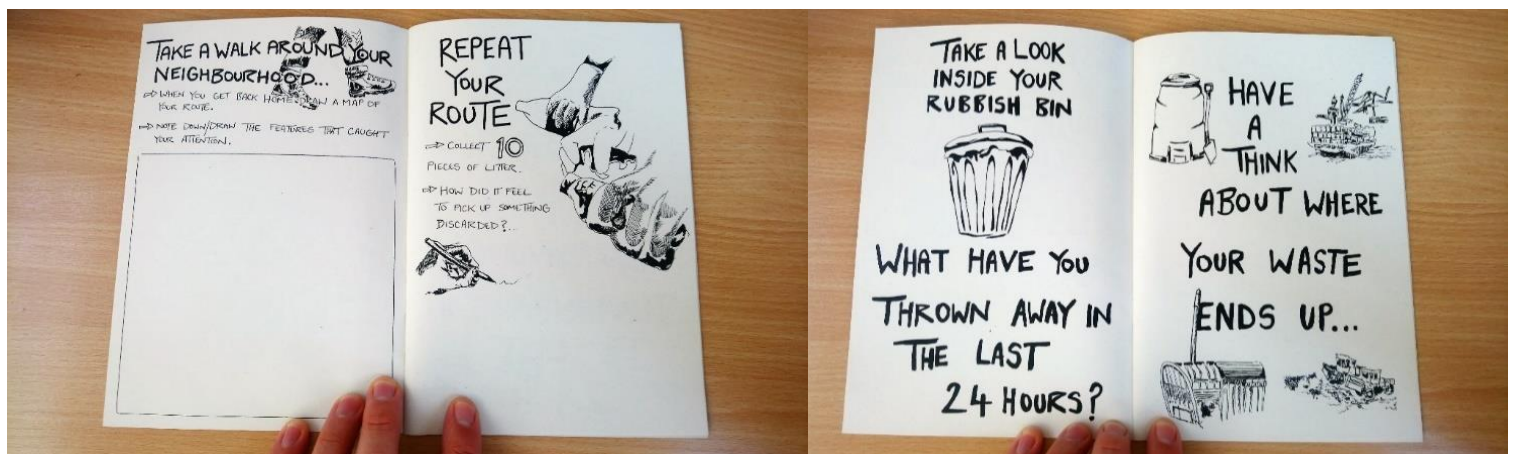 TAKE A WALK AROUND YOUR
NEIGHBOURHOOD...
⇨ WHEN YOU GET BACK HOME DRAW A MAP OF
YOUR ROUTE.
⇨ NOTE DOWN/DRAW THE FEATURES THAT CAUGHT
YOUR ATTENTION.
REPEAT
YOUR
ROUTE
⇨ COLLECT 10
PIECES OF LITTER.
⇨ HOW DID IT FEEL
TO PICK UP SOMETHING
DISCARDED?..
TAKE A LOOK
INSIDE YOUR
RUBBISH BIN
WHAT HAVE YOU
THROWN AWAY IN
THE LAST
24 HOURS?
HAVE
A
THINK
ABOUT WHERE
YOUR WASTE
ENDS UP...